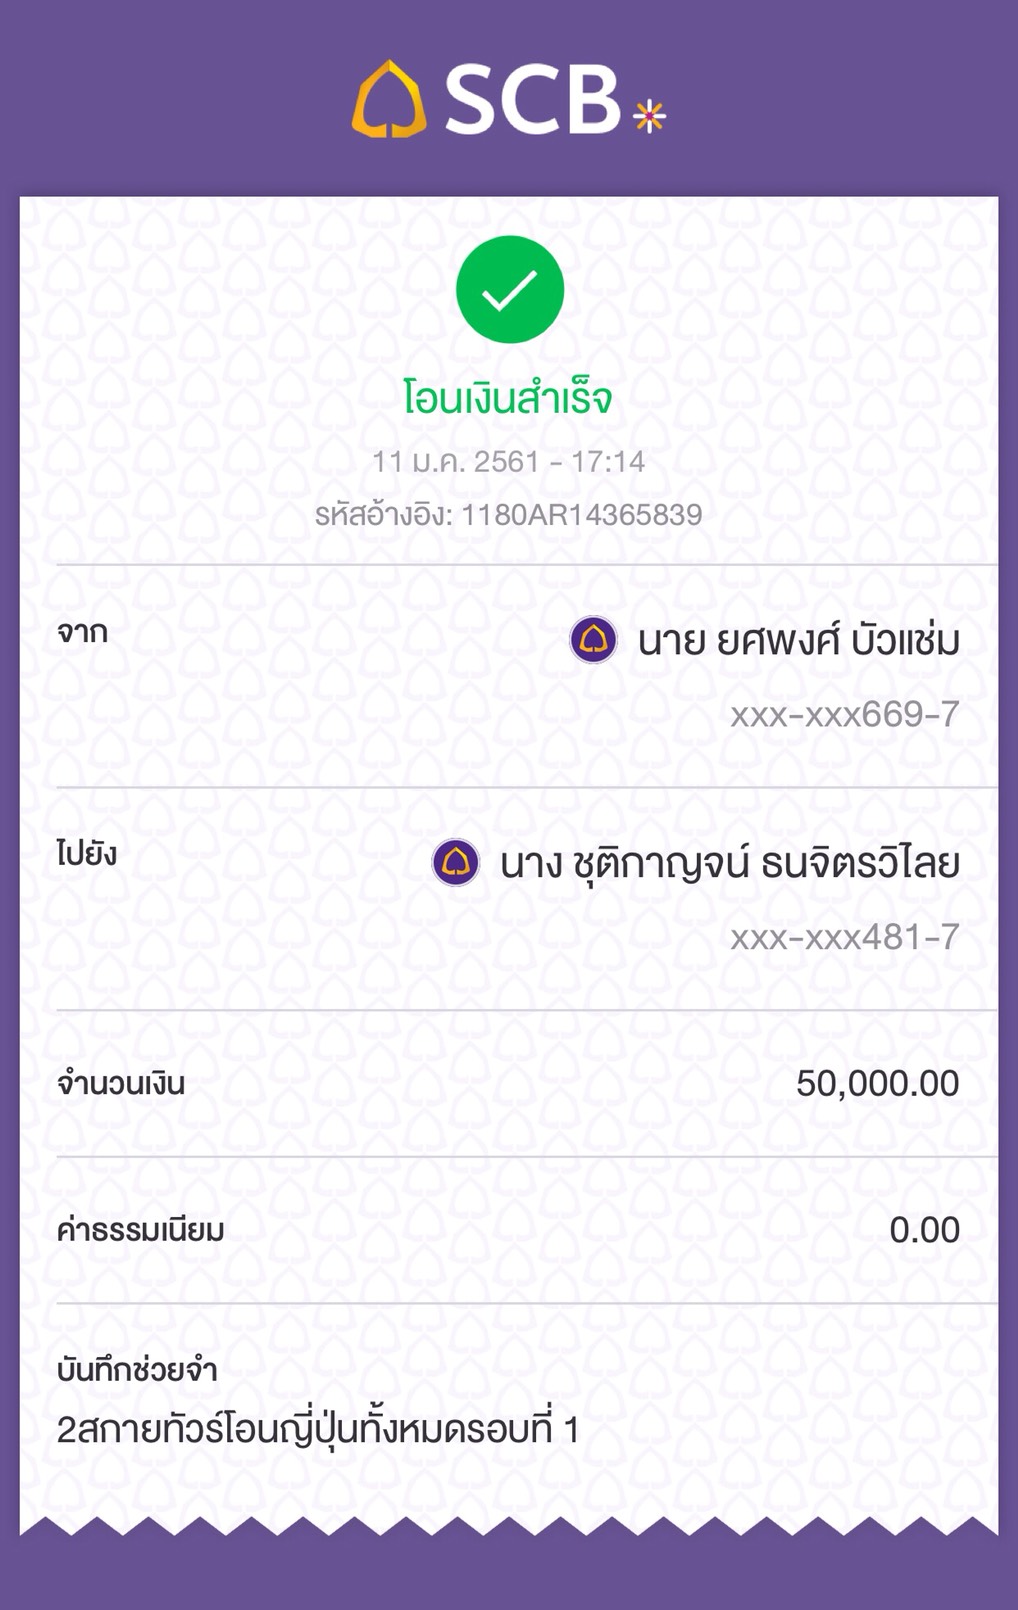 SCB
โอนเงินสำเร็จ
11 ม.ค. 2561 - 17:14
รหัสอ้างอิง: 1180AR14365839
จาก
นาย ยศพงศ์ บัวแช่ม
xxx-xxx669-7
ไปยัง
นาง ชุติกาญจน์ ธนจิตรวิไลย
xxx-xxx481-7
จำนวนเงิน 50,000.00
ค่าธรรมเนียม 0.00
บันทึกช่วยจำ
2สกายทัวร์โอนญี่ปุ่นทั้งหมดรอบที่ 1